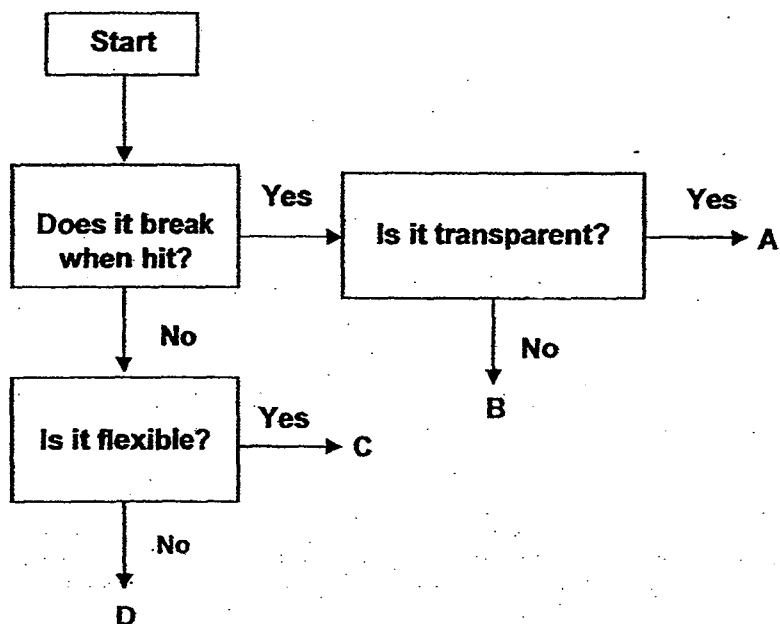 Start
Does it break
when hit?
Yes
Is it transparent?
Yes
A
No
B
No
Is it flexible?
Yes
C
No
D